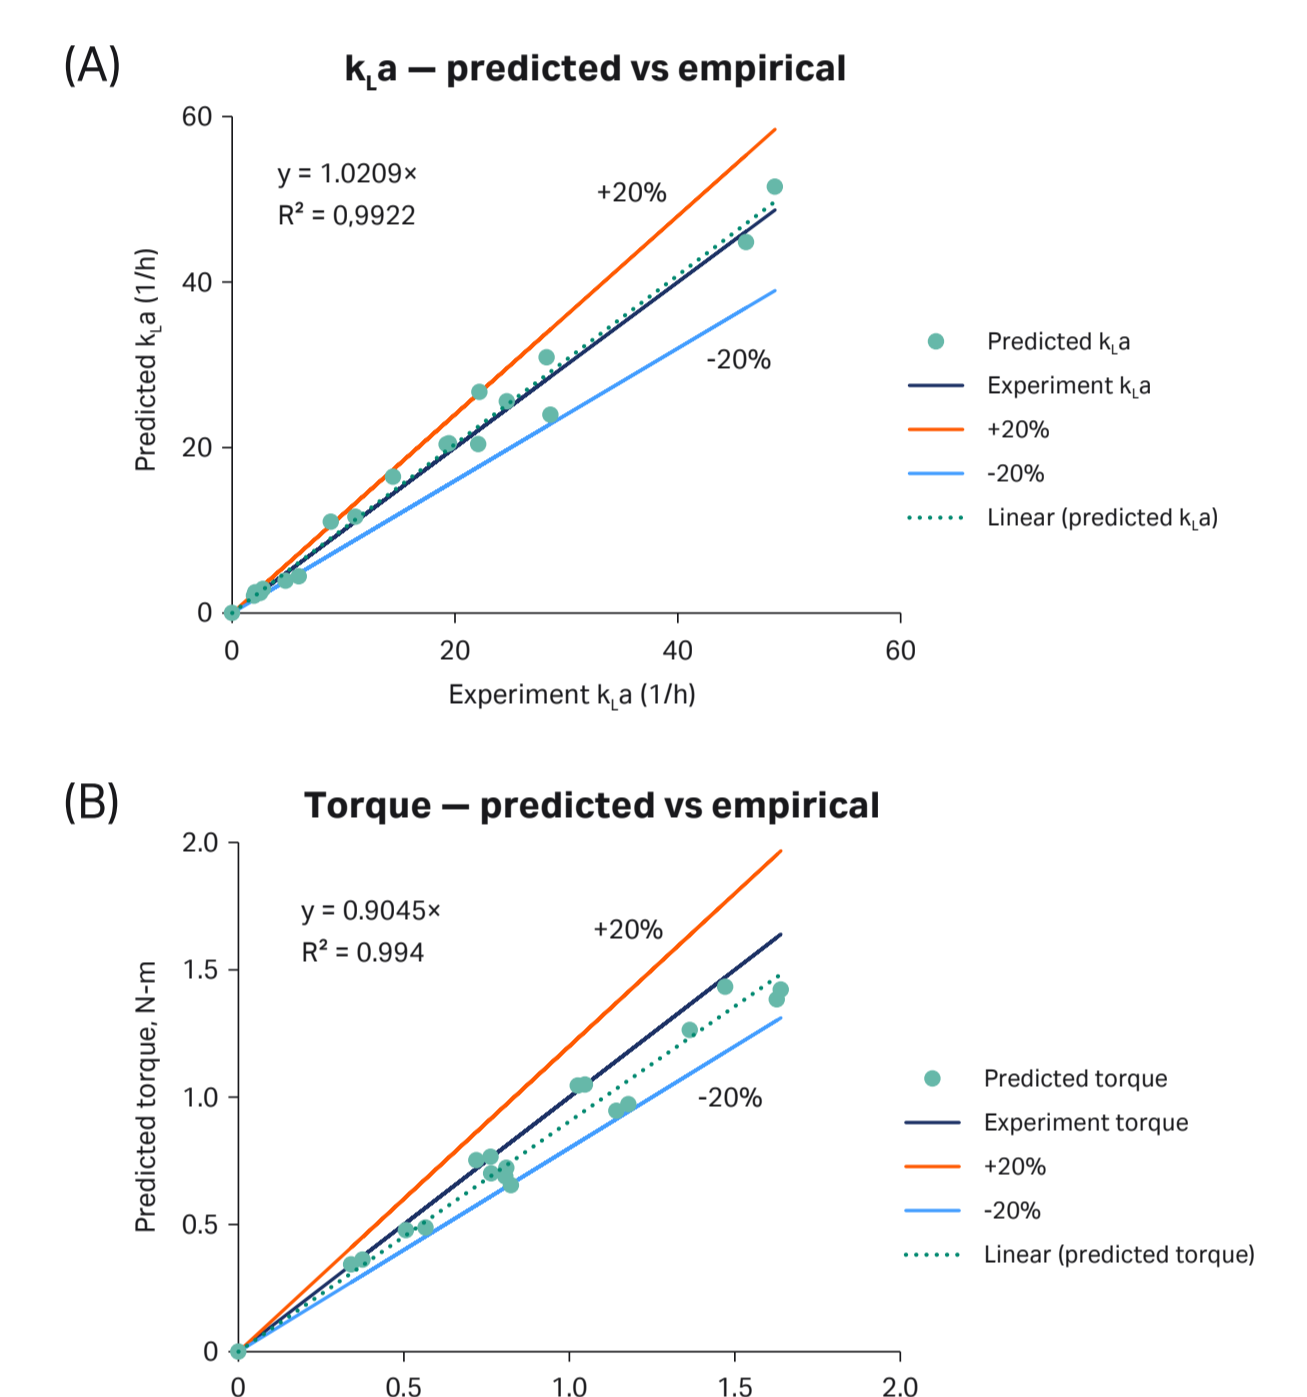 (A)
kLa — predicted vs empirical
60
y = 1.0209×
R² = 0,9922
+20%
40
-20%
20
0
Predicted kLa (1/h)
0 20 40 60
Experiment kLa (1/h)
Predicted kLa
Experiment kLa
+20%
-20%
Linear (predicted kLa)
(B)
Torque — predicted vs empirical
2.0
y = 0.9045×
R² = 0.994
+20%
1.5
1.0
-20%
0.5
0
Predicted torque, N-m
0 0.5 1.0 1.5 2.0
Predicted torque
Experiment torque
+20%
-20%
Linear (predicted torque)